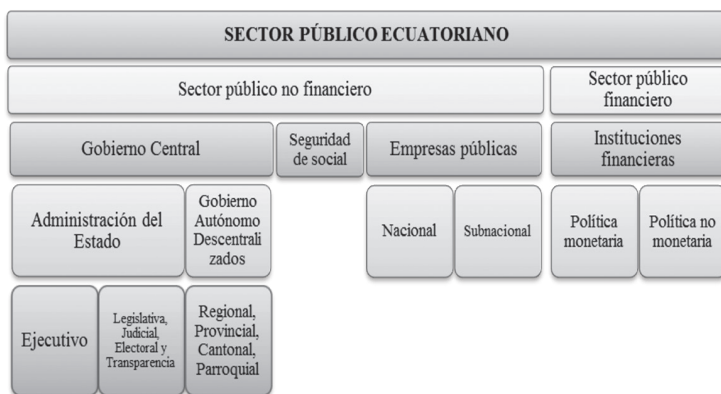 SECTOR PÚBLICO ECUATORIANO
Sector público no financiero
Sector público
financiero
Gobierno Central
Seguridad
de social
Empresas públicas
Instituciones
financieras
Administración del
Estado
Gobierno
Autónomo
Descentrali
zados
Nacional
Subnacional
Política
monetaria
Política no
monetaria
Ejecutivo
Legislativa,
Judicial,
Electoral y
Transparencia
Regional,
Provincial,
Cantonal,
Parroquial